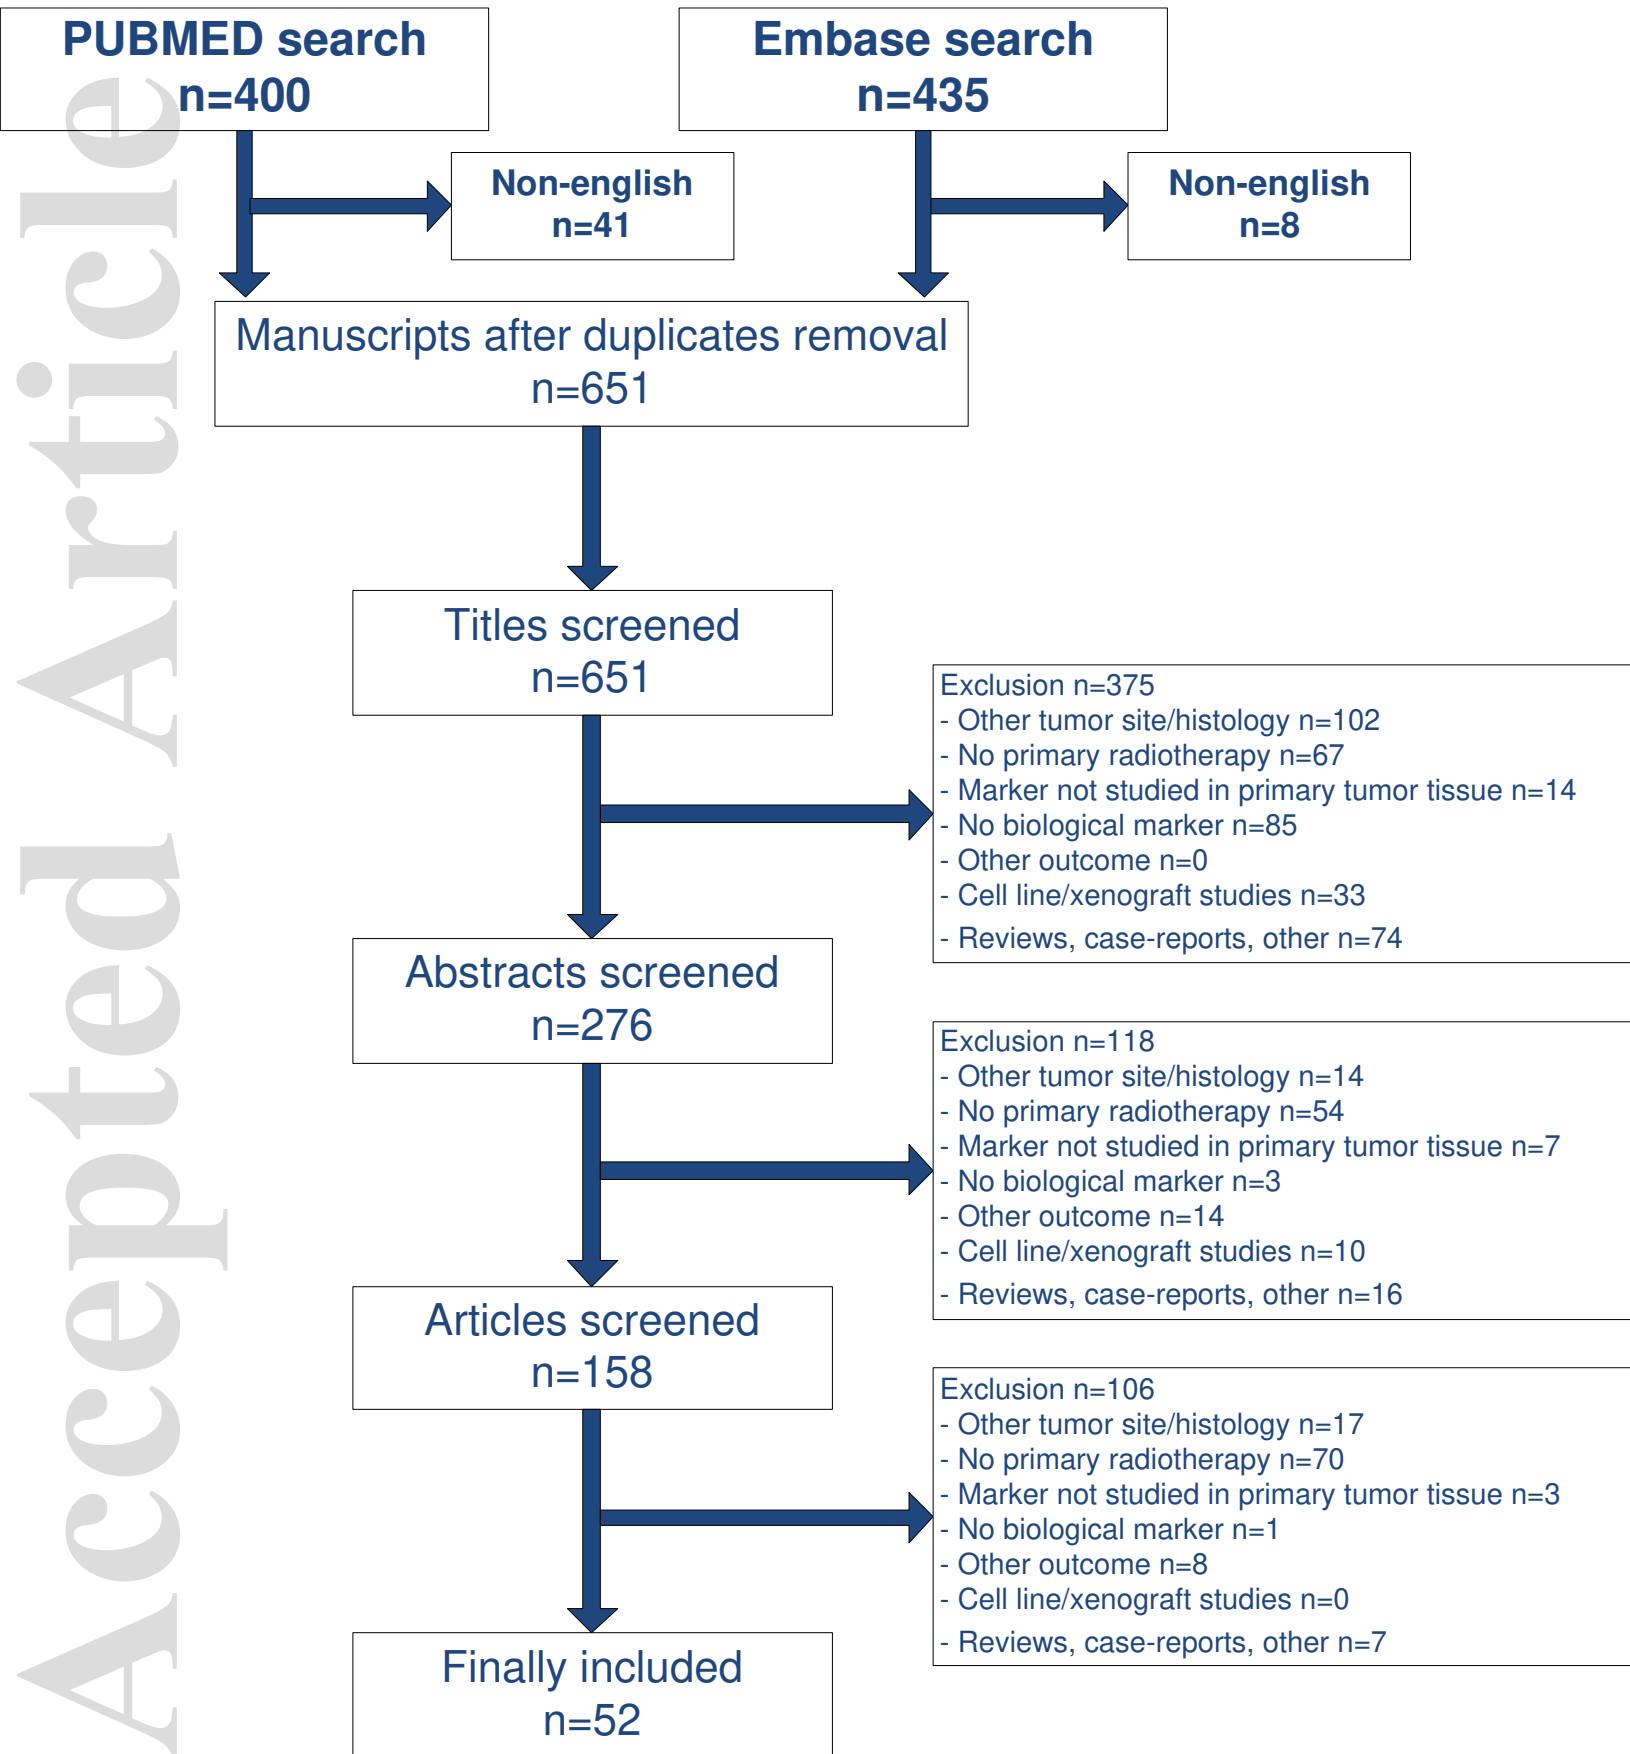 PUBMED search
n=400
Embase search
n=435
Non-english
n=41
Non-english
n=8
Manuscripts after duplicates removal
n=651
Titles screened
n=651
Exclusion n=375
- Other tumor site/histology n=102
- No primary radiotherapy n=67
- Marker not studied in primary tumor tissue n=14
- No biological marker n=85
- Other outcome n=0
- Cell line/xenograft studies n=33
- Reviews, case-reports, other n=74
Abstracts screened
n=276
Exclusion n=118
- Other tumor site/histology n=14
- No primary radiotherapy n=54
- Marker not studied in primary tumor tissue n=7
- No biological marker n=3
- Other outcome n=14
- Cell line/xenograft studies n=10
- Reviews, case-reports, other n=16
Articles screened
n=158
Exclusion n=106
- Other tumor site/histology n=17
- No primary radiotherapy n=70
- Marker not studied in primary tumor tissue n=3
- No biological marker n=1
- Other outcome n=8
- Cell line/xenograft studies n=0
- Reviews, case-reports, other n=7
Finally included
n=52
Accepted Article